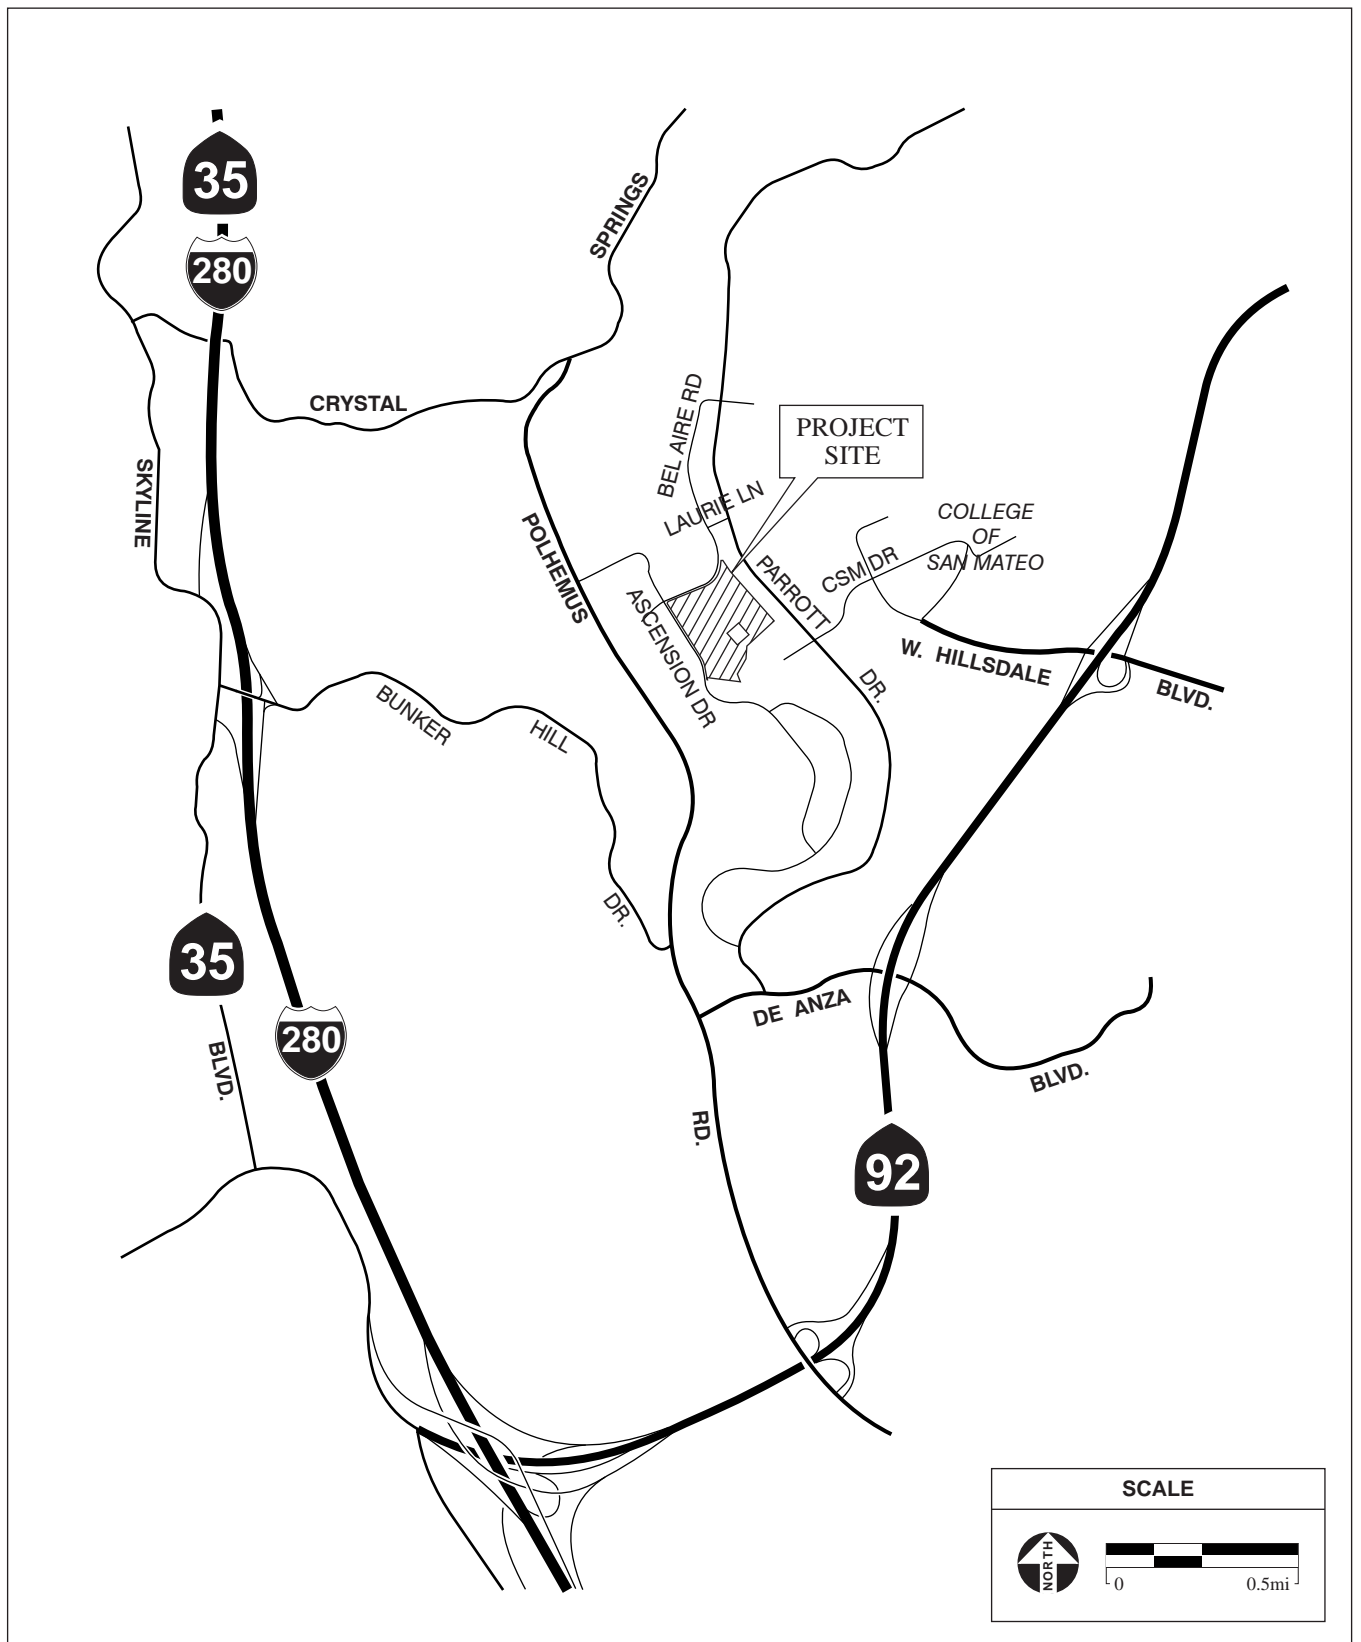 35
280
SPRINGS
CRYSTAL
SKYLINE
BEL AIRE RD
PROJECT
SITE
LAURIE LN
COLLEGE
OF
SAN MATEO
POLHEMUS
PARROTT
CSM DR
ASCENSION DR
W. HILLSDALE
BLVD.
DR.
BUNKER
HILL
DR.
35
280
BLVD.
DE ANZA
BLVD.
RD.
92
SCALE
NORTH
0
0.5mi